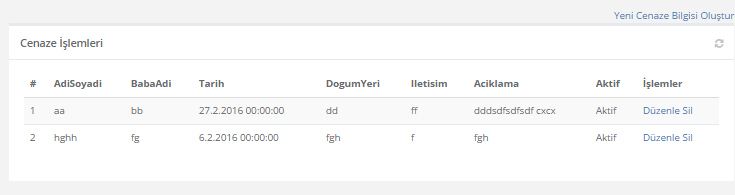 Yeni Cenaze Bilgisi Oluştur
Cenaze İşlemleri
# AdiSoyadi BabaAdi Tarih DogumYeri Iletisim Aciklama Aktif İşlemler
1 aa bb 27.2.2016 00:00:00 dd ff dddsdfsdfsdf cxcx Aktif Düzenle Sil
2 hghh fg 6.2.2016 00:00:00 fgh f fgh Aktif Düzenle Sil